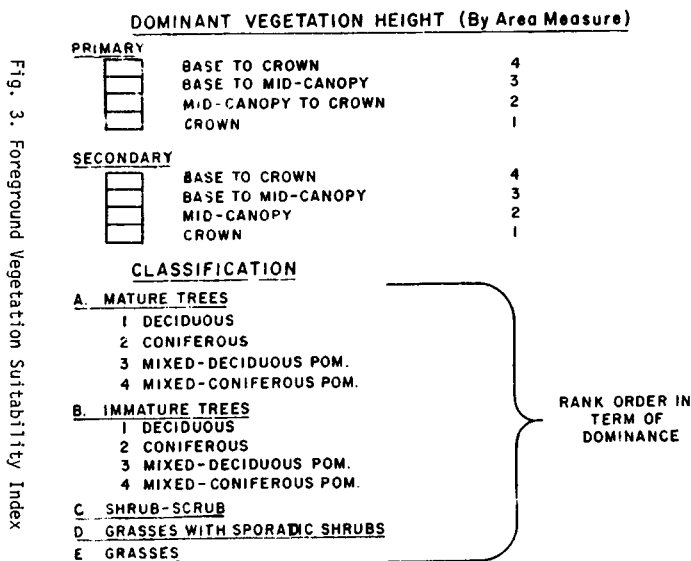 DOMINANT VEGETATION HEIGHT (By Area Measure)
PRIMARY
BASE TO CROWN 4
BASE TO MID-CANOPY 3
MID-CANOPY TO CROWN 2
CROWN 1
SECONDARY
BASE TO CROWN 4
BASE TO MID-CANOPY 3
MID-CANOPY 2
CROWN 1
CLASSIFICATION
A. MATURE TREES
1 DECIDUOUS
2 CONIFEROUS
3 MIXED-DECIDUOUS POM.
4 MIXED-CONIFEROUS POM.
B. IMMATURE TREES
1 DECIDUOUS
2 CONIFEROUS
3 MIXED-DECIDUOUS POM.
4 MIXED-CONIFEROUS POM.
C SHRUB-SCRUB
D GRASSES WITH SPORADIC SHRUBS
E GRASSES
RANK ORDER IN
TERM OF
DOMINANCE
Fig. 3. Foreground Vegetation Suitability Index